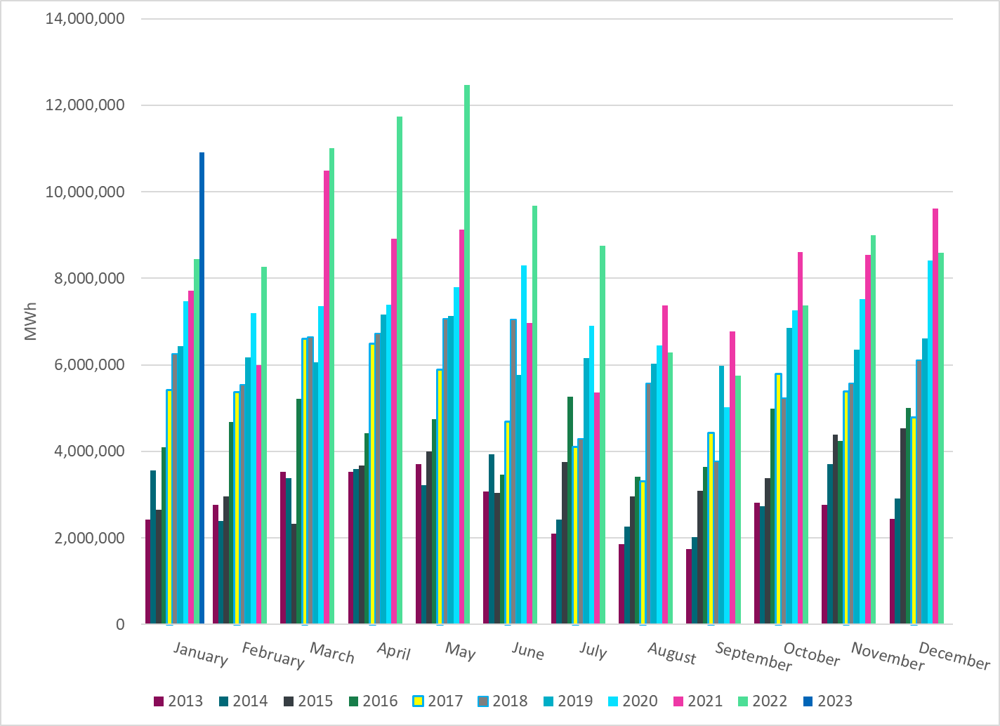 14,000,000
12,000,000
10,000,000
8,000,000
6,000,000
4,000,000
2,000,000
0
MWh
January February March April May June July August September October November December
2013 2014 2015 2016 2017 2018 2019 2020 2021 2022 2023